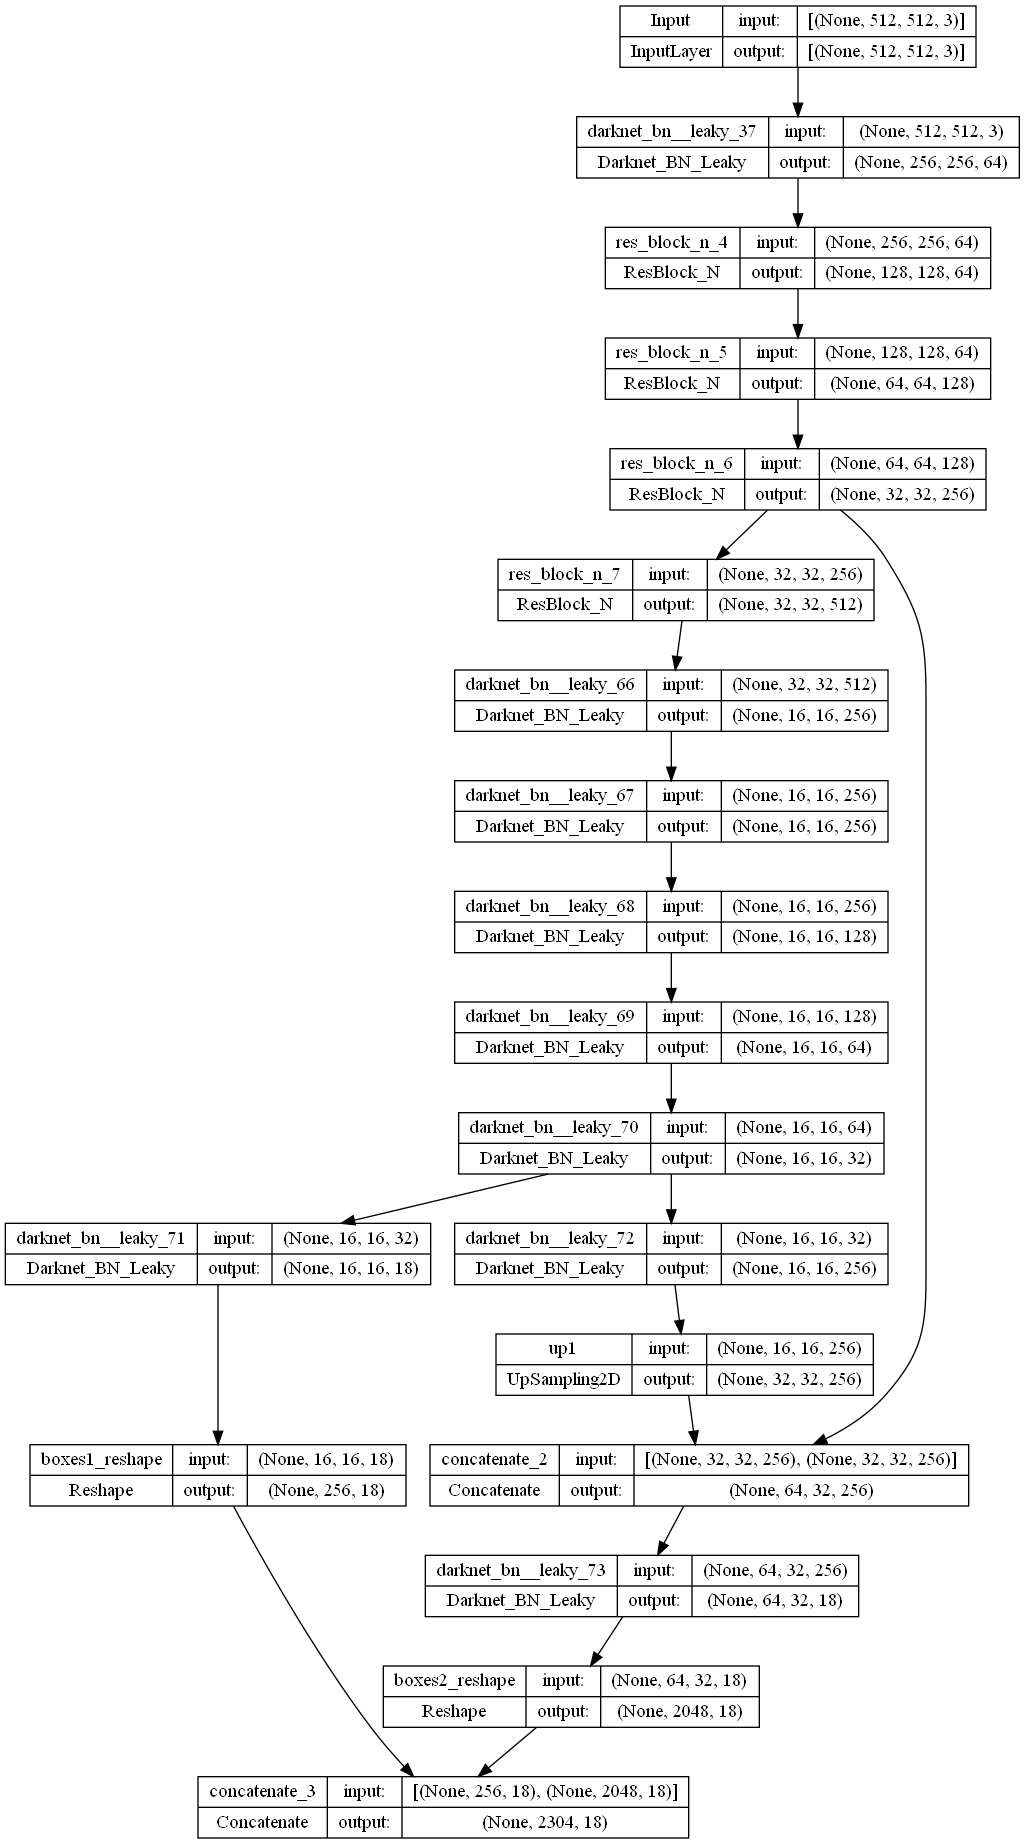 Input input: [(None, 512, 512, 3)]
InputLayer output: [(None, 512, 512, 3)]
darknet_bn__leaky_37 input: (None, 512, 512, 3)
Darknet_BN_Leaky output: (None, 256, 256, 64)
res_block_n_4 input: (None, 256, 256, 64)
ResBlock_N output: (None, 128, 128, 64)
res_block_n_5 input: (None, 128, 128, 64)
ResBlock_N output: (None, 64, 64, 128)
res_block_n_6 input: (None, 64, 64, 128)
ResBlock_N output: (None, 32, 32, 256)
res_block_n_7 input: (None, 32, 32, 256)
ResBlock_N output: (None, 32, 32, 512)
darknet_bn__leaky_66 input: (None, 32, 32, 512)
Darknet_BN_Leaky output: (None, 16, 16, 256)
darknet_bn__leaky_67 input: (None, 16, 16, 256)
Darknet_BN_Leaky output: (None, 16, 16, 256)
darknet_bn__leaky_68 input: (None, 16, 16, 256)
Darknet_BN_Leaky output: (None, 16, 16, 128)
darknet_bn__leaky_69 input: (None, 16, 16, 128)
Darknet_BN_Leaky output: (None, 16, 16, 64)
darknet_bn__leaky_70 input: (None, 16, 16, 64)
Darknet_BN_Leaky output: (None, 16, 16, 32)
darknet_bn__leaky_71 input: (None, 16, 16, 32)
Darknet_BN_Leaky output: (None, 16, 16, 18)
darknet_bn__leaky_72 input: (None, 16, 16, 32)
Darknet_BN_Leaky output: (None, 16, 16, 256)
up1 input: (None, 16, 16, 256)
UpSampling2D output: (None, 32, 32, 256)
boxes1_reshape input: (None, 16, 16, 18)
Reshape output: (None, 256, 18)
concatenate_2 input: [(None, 32, 32, 256), (None, 32, 32, 256)]
Concatenate output: (None, 64, 32, 256)
darknet_bn__leaky_73 input: (None, 64, 32, 256)
Darknet_BN_Leaky output: (None, 64, 32, 18)
boxes2_reshape input: (None, 64, 32, 18)
Reshape output: (None, 2048, 18)
concatenate_3 input: [(None, 256, 18), (None, 2048, 18)]
Concatenate output: (None, 2304, 18)